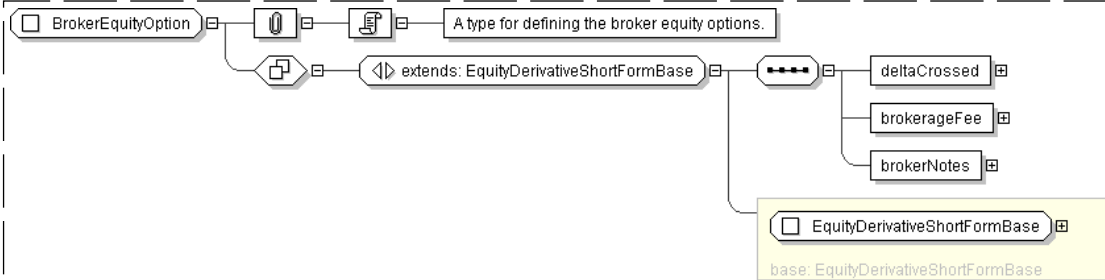 BrokerEquityOption
A type for defining the broker equity options.
extends: EquityDerivativeShortFormBase
deltaCrossed
brokerageFee
brokerNotes
EquityDerivativeShortFormBase
base: EquityDerivativeShortFormBase